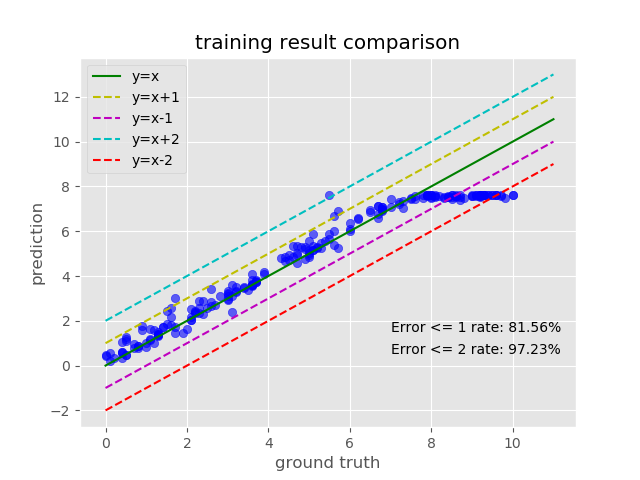 training result comparison
y=x
y=x+1
y=x-1
y=x+2
y=x-2
12
10
8
6
4
2
0
−2
prediction
Error <= 1 rate: 81.56%
Error <= 2 rate: 97.23%
0 2 4 6 8 10
ground truth